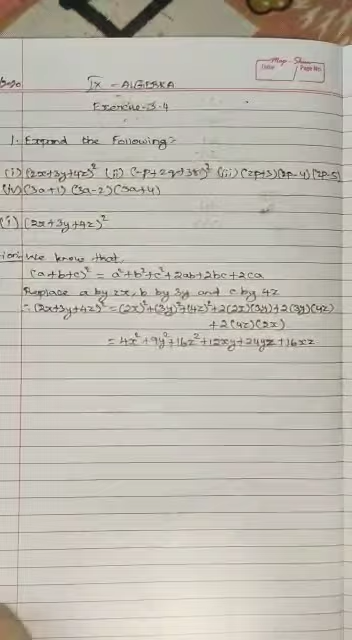 IX - ALGEBRA
Date / Page No
Exercise-3.4
1. Expand the Following:-
(i) (2x+3y+4z)² (ii) (-p+2q+3r)² (iii) (2p+3)(2p-4)(2p-5)
(iv) (3a+1) (3a-2)(3a+4)
(i) (2x+3y+4z)²
We know that,
(a+b+c)² = a²+b²+c²+2ab+2bc+2ca
Replace a by 2x, b by 3y and c by 4z
∴ (2x+3y+4z)² = (2x)²+(3y)²+(4z)²+2(2x)(3y)+2(3y)(4z)
+2(4z)(2x)
= 4x²+9y²+16z²+12xy+24yz+16xz